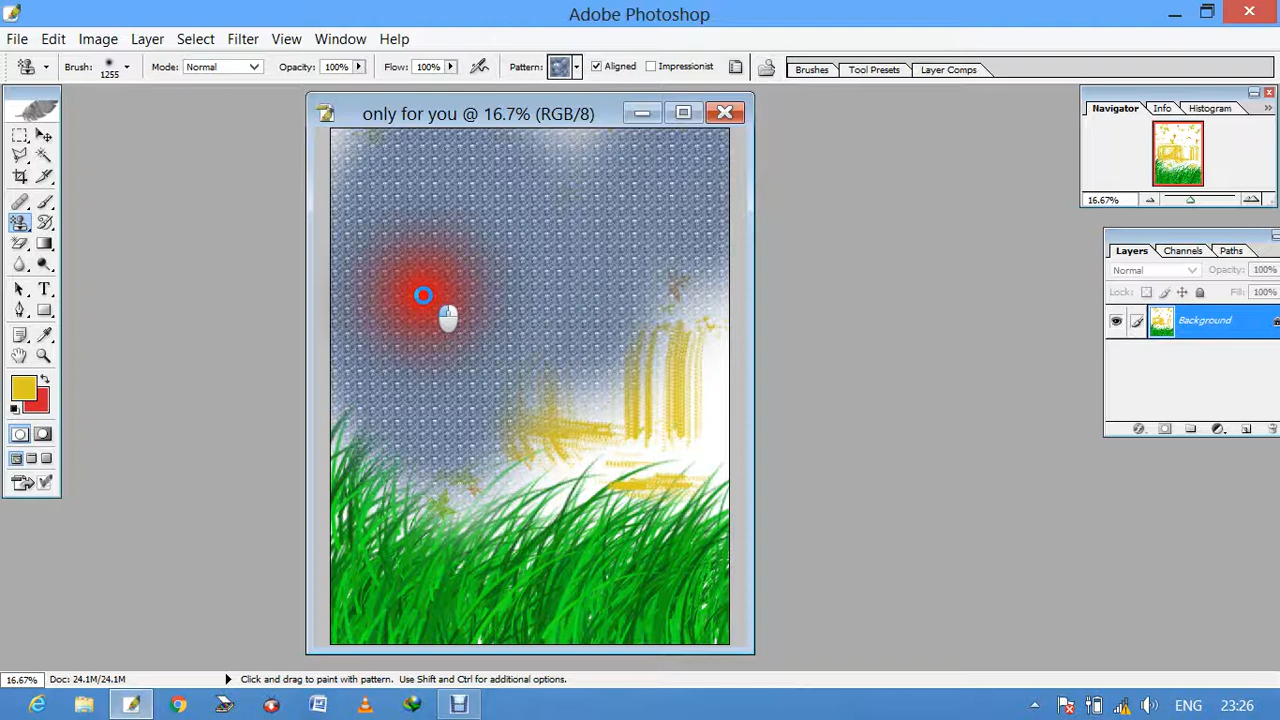 Adobe Photoshop
File Edit Image Layer Select Filter View Window Help
Brush: 1255 Mode: Normal Opacity: 100% Flow: 100% Pattern: Aligned Impressionist Brushes Tool Presets Layer Comps
only for you @ 16.7% (RGB/8)
Navigator Info Histogram
16.67%
Layers Channels Paths
Normal Opacity: 100%
Lock: Fill: 100%
Background
T
16.67% Doc: 24.1M/24.1M Click and drag to paint with pattern. Use Shift and Ctrl for additional options.
ENG 23:26